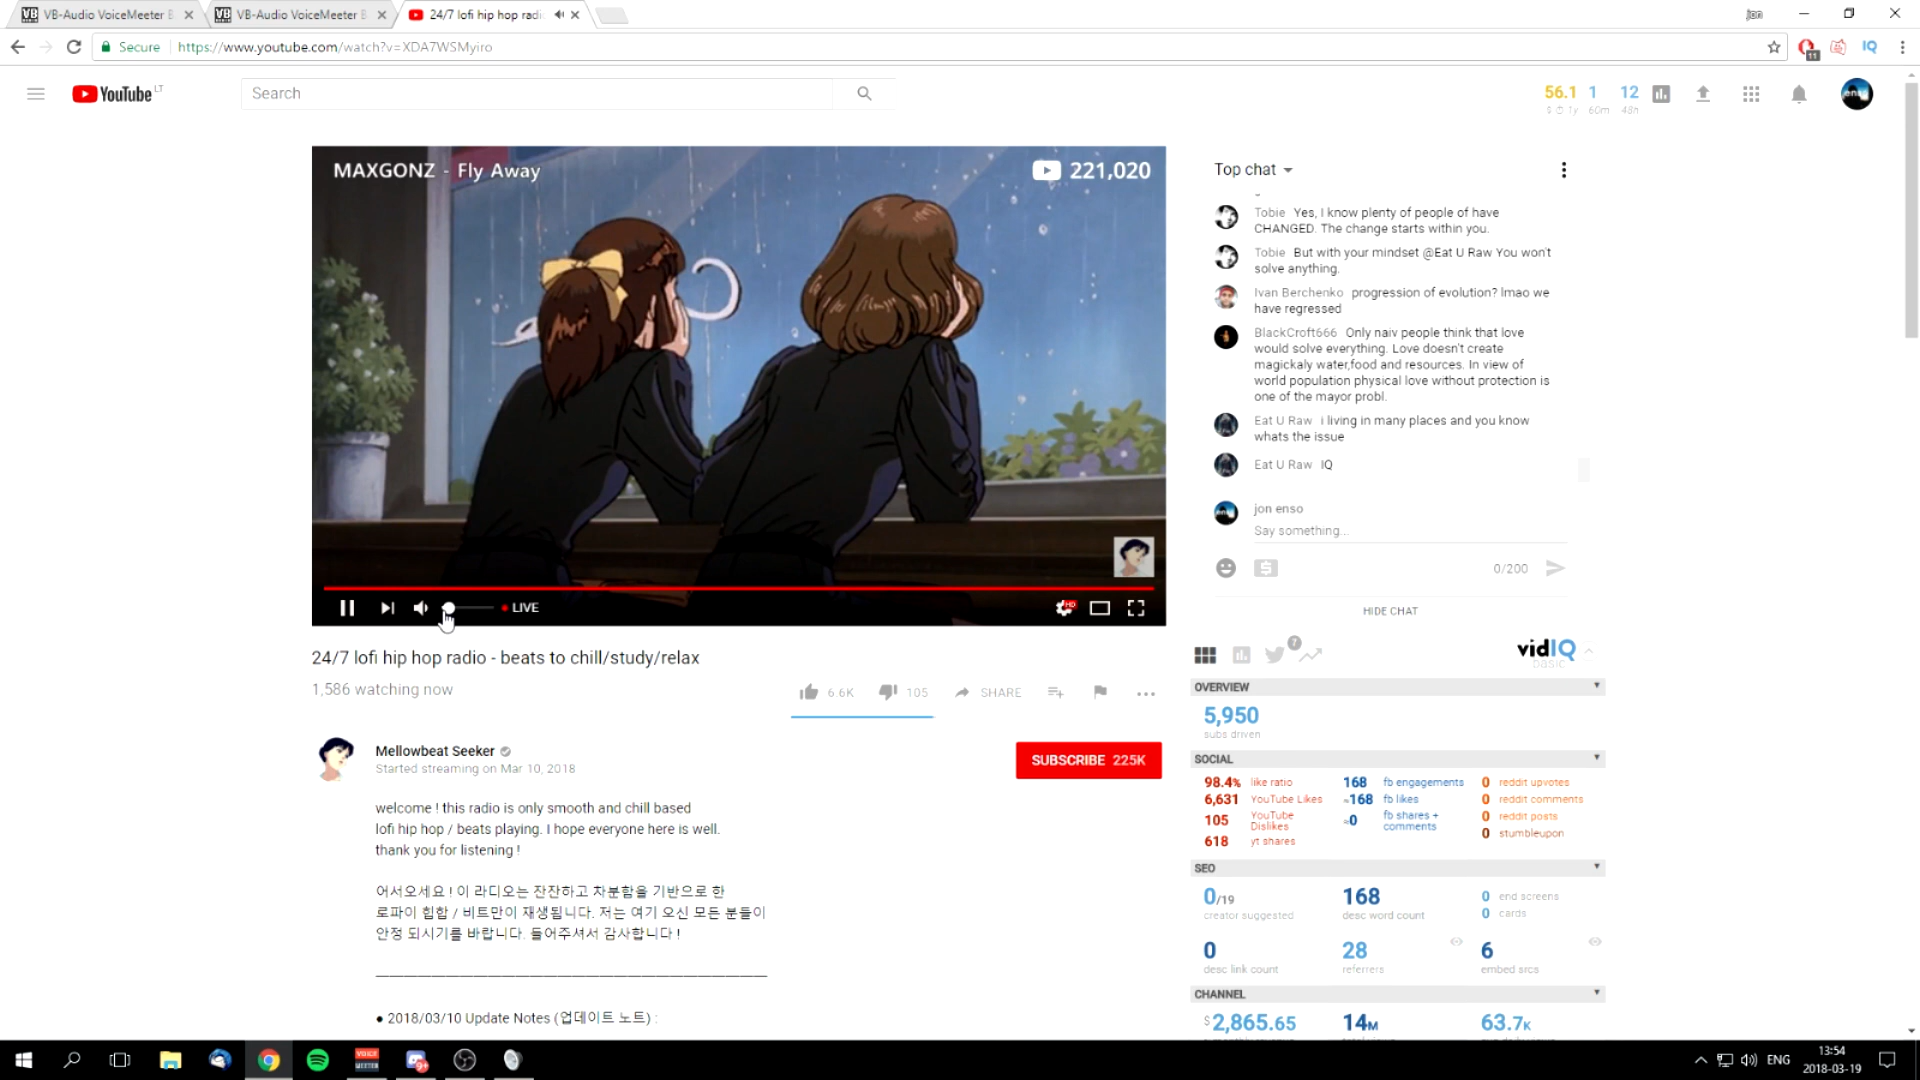 VB-Audio VoiceMeeter B
VB-Audio VoiceMeeter B
24/7 lofi hip hop radi
jon
Secure
https://www.youtube.com/watch?v=XDA7WSMyiro
11
IQ
YouTube LT
Search
56.1 1 12
60m 48h
MAXGONZ - Fly Away
221,020
LIVE
HD
Top chat
Tobie Yes, I know plenty of people of have
CHANGED. The change starts within you.
Tobie But with your mindset @Eat U Raw You won't
solve anything.
Ivan Berchenko progression of evolution? lmao we
have regressed
BlackCroft666 Only naiv people think that love
would solve everything. Love doesn't create
magickaly water,food and resources. In view of
world population physical love without protection is
one of the mayor probl.
Eat U Raw i living in many places and you know
whats the issue
Eat U Raw IQ
jon enso
Say something...
0/200
HIDE CHAT
24/7 lofi hip hop radio - beats to chill/study/relax
1,586 watching now
6.6K
105
SHARE
Mellowbeat Seeker
Started streaming on Mar 10, 2018
SUBSCRIBE 225K
welcome ! this radio is only smooth and chill based
lofi hip hop / beats playing. I hope everyone here is well.
thank you for listening !
어서오세요 ! 이 라디오는 잔잔하고 차분함을 기반으로 한
로파이 힙합 / 비트만이 재생됩니다. 저는 여기 오신 모든 분들이
안정 되시기를 바랍니다. 들어주셔서 감사합니다 !
● 2018/03/10 Update Notes (업데이트 노트) :
7
vidIQ
basic
OVERVIEW
5,950
subs driven
SOCIAL
98.4% like ratio 168 fb engagements 0 reddit upvotes
6,631 YouTube Likes ≈168 fb likes 0 reddit comments
105 YouTube Dislikes ≈0 fb shares + comments 0 reddit posts
618 yt shares 0 stumbleupon
SEO
0/19 168 0 end screens
creator suggested desc word count 0 cards
0 28 6
desc link count referrers embed srcs
CHANNEL
$2,865.65 14M 63.7K
VOICE
MEETER
ENG
13:54
2018-03-19